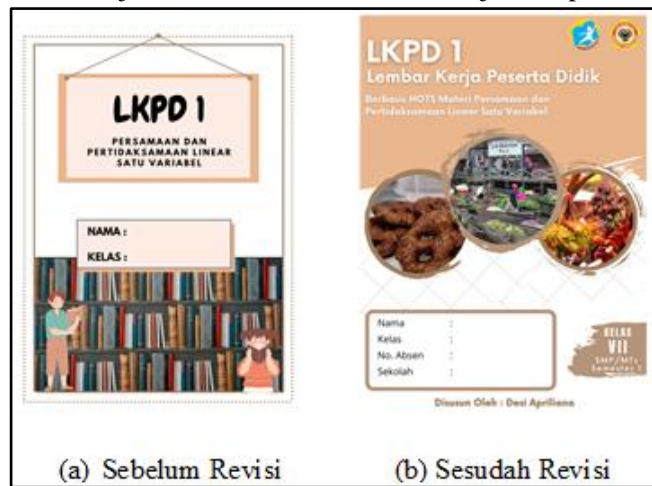 LKPD 1
PERSAMAAN DAN
PERTIDAKSAMAAN LINEAR
SATU VARIABEL
NAMA :
KELAS :
(a) Sebelum Revisi
LKPD 1
Lembar Kerja Peserta Didik
Berbasis HOTS Materi Persamaan dan
Pertidaksamaan Linear Satu Variabel
Nama :
Kelas :
No. Absen :
Sekolah :
KELAS
VII
SMP/MTs
Semester 1
Disusun Oleh : Desi Apriliana
(b) Sesudah Revisi